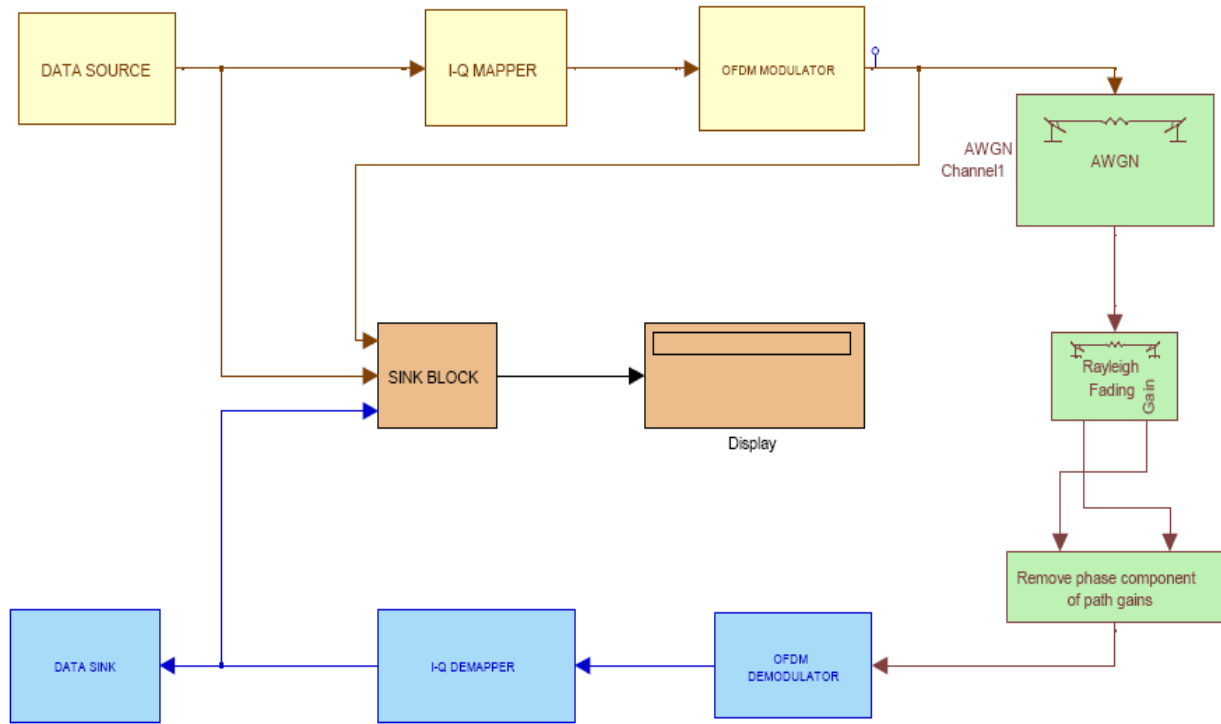 DATA SOURCE
I-Q MAPPER
OFDM MODULATOR
AWGN
Channel1
AWGN
Rayleigh
Fading
Gain
SINK BLOCK
Display
Remove phase component
of path gains
DATA SINK
I-Q DEMAPPER
OFDM
DEMODULATOR